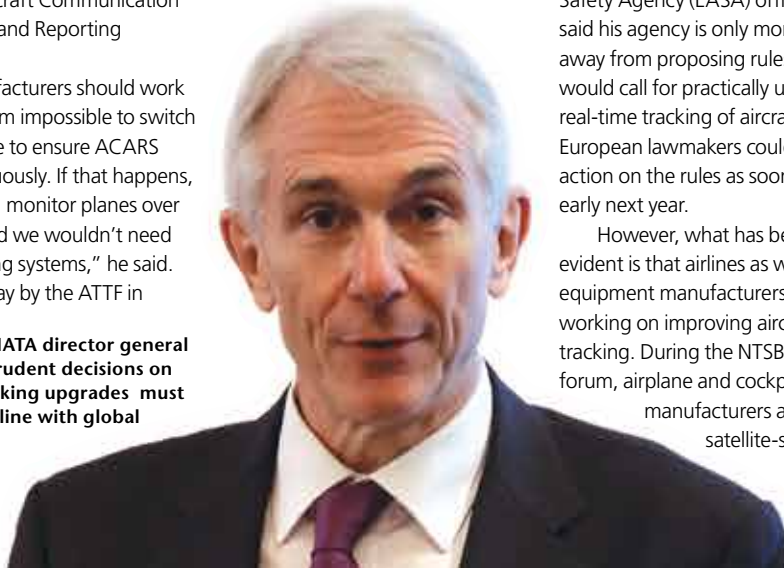 craft Communication
and Reporting
facturers should work
m impossible to switch
e to ensure ACARS
uously. If that happens,
monitor planes over
d we wouldn't need
ng systems," he said.
ay by the ATTF in
IATA director general
rudent decisions on
king upgrades must
line with global
Safety Agency (EASA) offi
said his agency is only mor
away from proposing rule
would call for practically u
real-time tracking of aircra
European lawmakers coul
action on the rules as soor
early next year.
However, what has be
evident is that airlines as w
equipment manufacturers
working on improving airc
tracking. During the NTSB
forum, airplane and cockp
manufacturers a
satellite-s